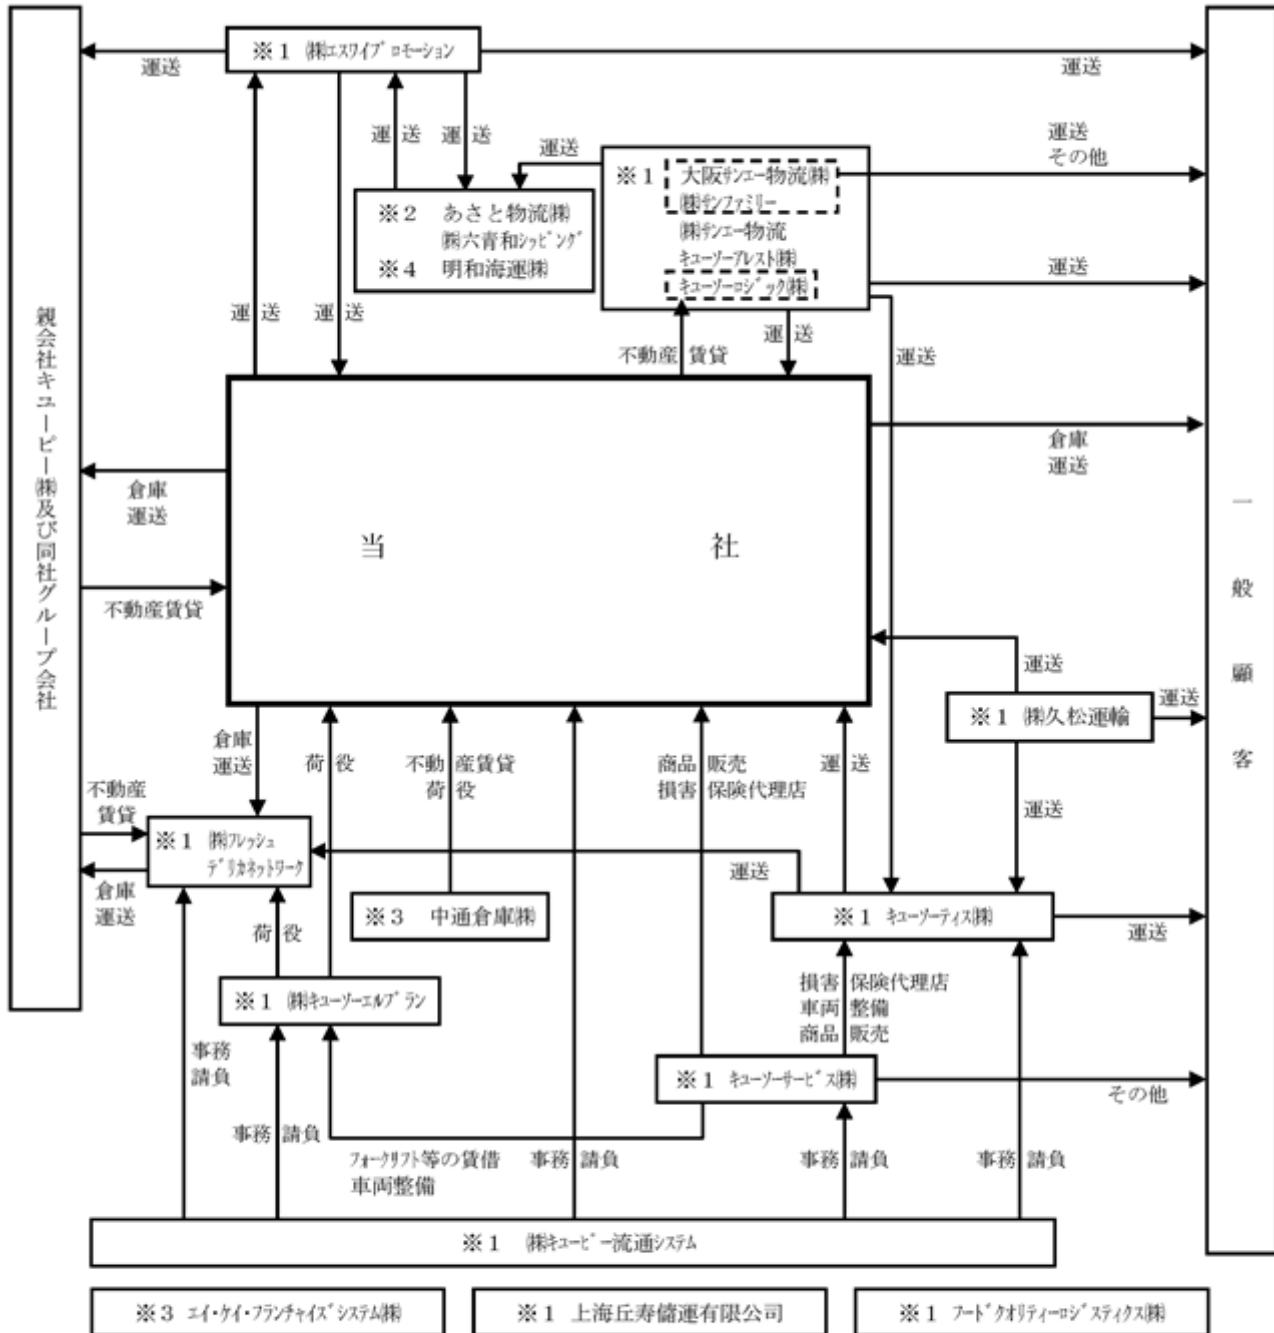 ※1 ㈱エスワイプロモーション
運送
運送
運送
運送
運送
その他
運送
※1 大阪サンエー物流㈱
㈱サンファミリー
㈱サンエー物流
キューソーアレスト㈱
キューソーロジック㈱
※2 あさと物流㈱
㈱六青和シッピング
※4 明和海運㈱
運送
運送
運送
不動産賃貸
運送
運送
親会社キユーピー㈱及び同社グループ会社
一般顧客
倉庫
運送
倉庫
運送
当社
不動産賃貸
運送
※1 ㈱久松運輸
運送
運送
倉庫
運送
荷役
不動産賃貸
荷役
商品販売
損害保険代理店
運送
不動産
賃貸
※1 ㈱フレッシュ
デリカネットワーク
倉庫
運送
運送
荷役
※3 中通倉庫㈱
※1 キューソーティス㈱
運送
※1 ㈱キューソーエルプラン
損害保険代理店
車両整備
商品販売
事務
請負
※1 キューソーサービス㈱
その他
事務請負
フォークリフト等の賃借
車両整備
事務請負
事務請負
事務請負
※1 ㈱キユーピー流通システム
※3 エイ・ケイ・フランチャイズシステム㈱
※1 上海丘寿儲運有限公司
※1 フードクオリティーロジスティクス㈱